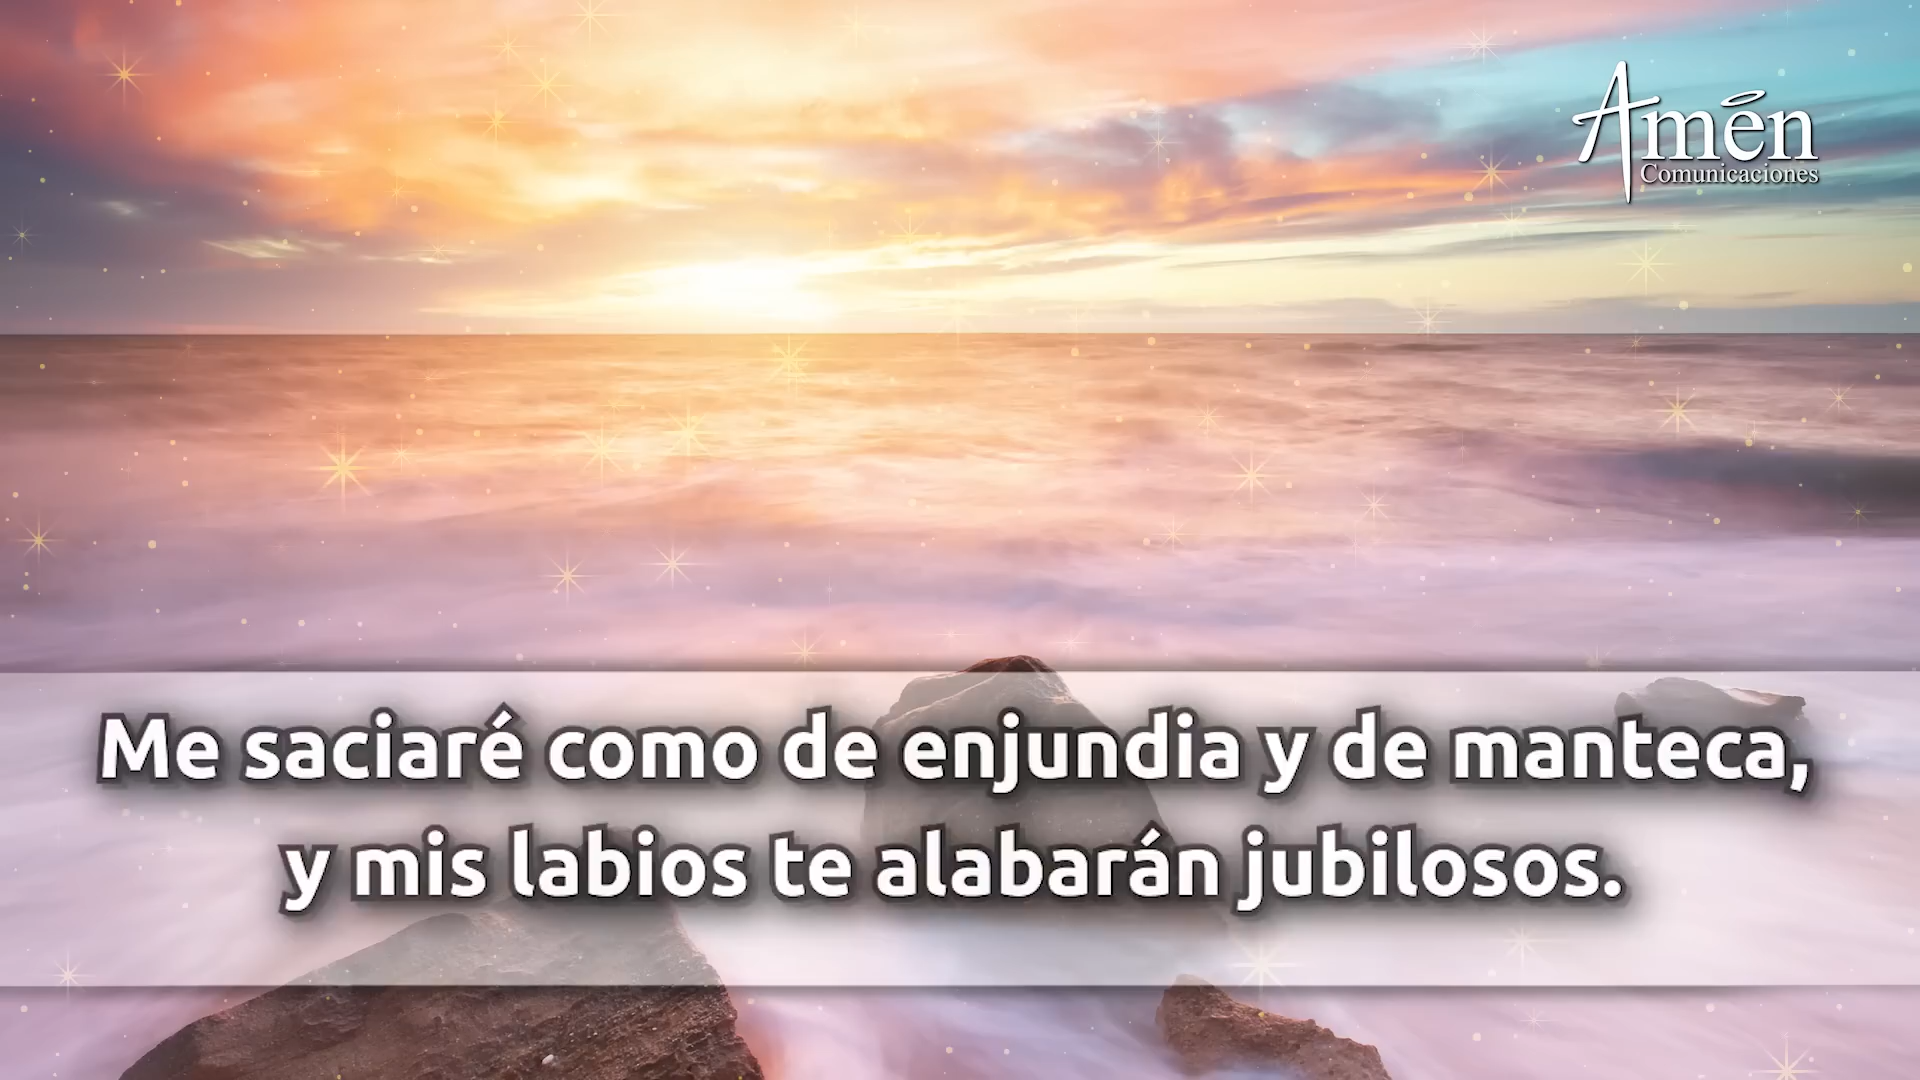 Amén
Comunicaciones
Me saciaré como de enjundia y de manteca,
y mis labios te alabarán jubilosos.